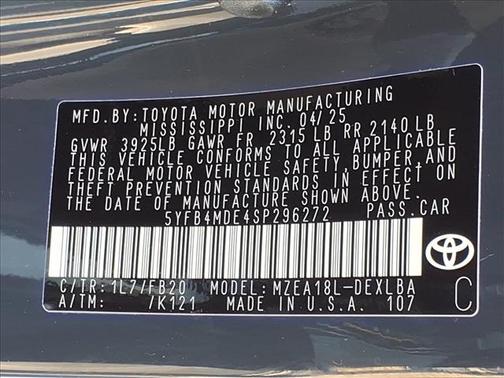 MFD. BY: TOYOTA MOTOR MANUFACTURING
MISSISSIPPI INC. 04/25
GVWR 3925LB GAWR FR 2315 LB RR 2140 LB
THIS VEHICLE CONFORMS TO ALL APPLICABLE
FEDERAL MOTOR VEHICLE SAFETY, BUMPER, AND
THEFT PREVENTION STANDARDS IN EFFECT ON
THE DATE OF MANUFACTURE SHOWN ABOVE.
5YFB4MDE4SP296272 PASS. CAR
C/TR: 1L7/FB20 MODEL: MZEA18L-DEXLBA
A/TM: /K121 MADE IN U.S.A. 107
C